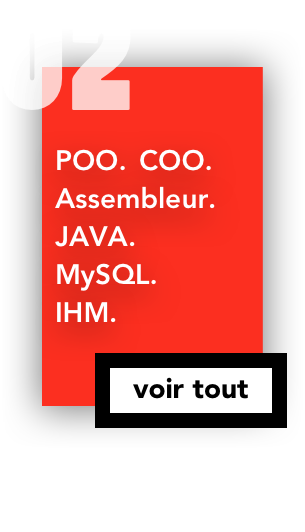 02
POO. COO.
Assembleur.
JAVA.
MySQL.
IHM.
voir tout